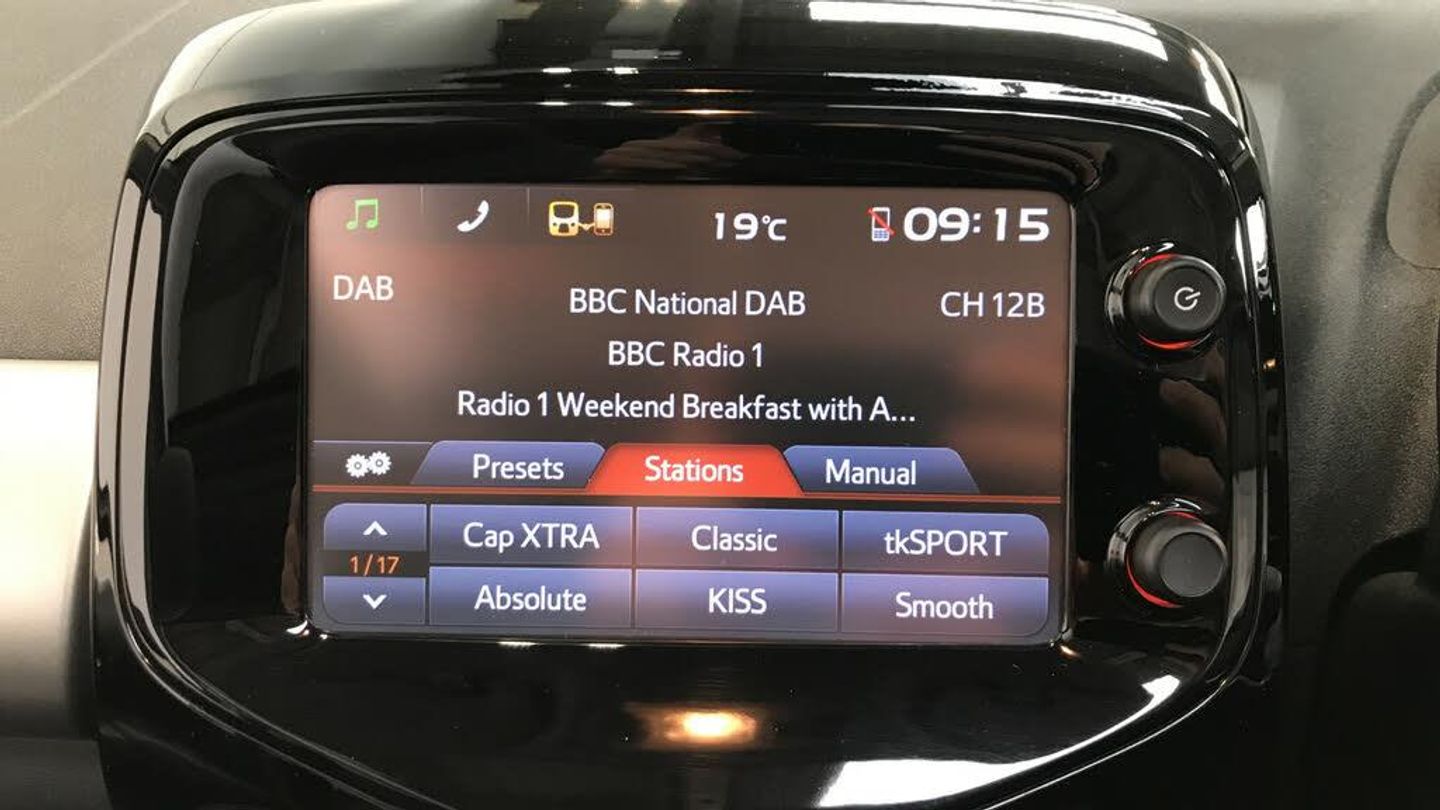 19°C 09:15
DAB
BBC National DAB CH 12B
BBC Radio 1
Radio 1 Weekend Breakfast with A...
Presets Stations Manual
Cap XTRA Classic tkSPORT
1/17
Absolute KISS Smooth